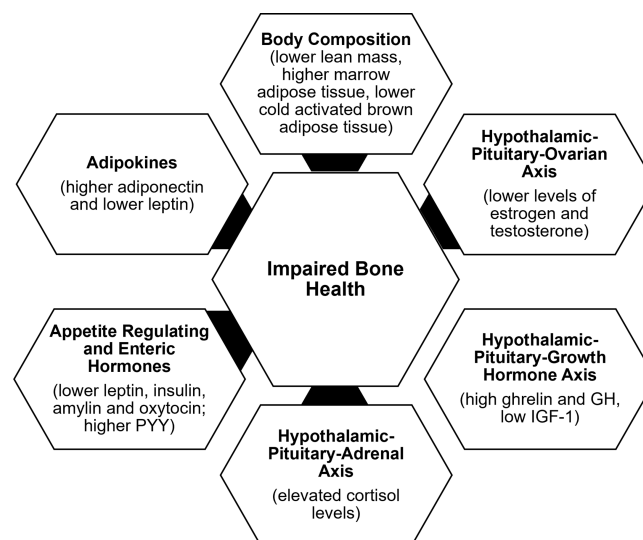 Body Composition
(lower lean mass,
higher marrow
adipose tissue, lower
cold activated brown
adipose tissue)
Hypothalamic-
Pituitary-Ovarian
Axis
(lower levels of
estrogen and
testosterone)
Adipokines
(higher adiponectin
and lower leptin)
Impaired Bone
Health
Appetite Regulating
and Enteric
Hormones
(lower leptin, insulin,
amylin and oxytocin;
higher PYY)
Hypothalamic-
Pituitary-Growth
Hormone Axis
(high ghrelin and GH,
low IGF-1)
Hypothalamic-
Pituitary-Adrenal
Axis
(elevated cortisol
levels)